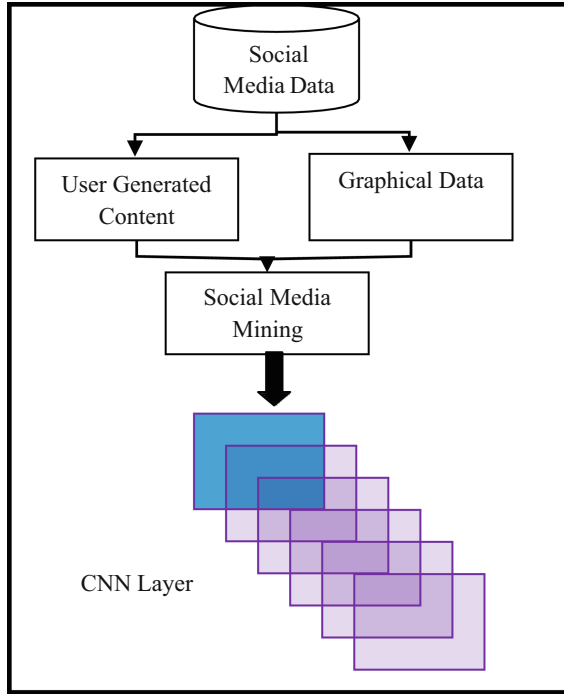 Social
Media Data
User Generated
Content
Graphical Data
Social Media
Mining
CNN Layer